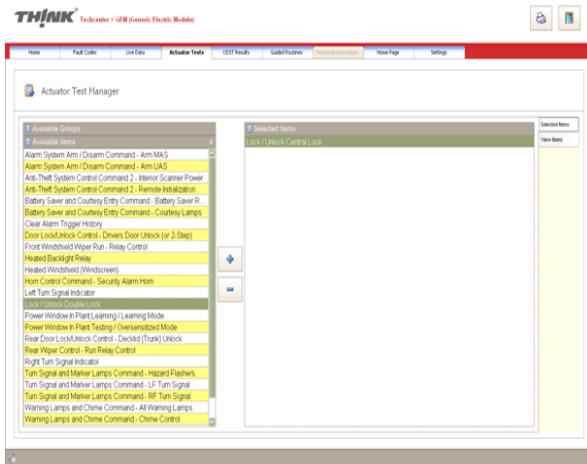 TH!NK Techcenter > GEM (Generic Electric Module)
Home Fault Codes Live Data Actuator Tests ODST Results Guided Routines Technical Information Home Page Settings
Actuator Test Manager
Available Groups
Available Items
Alarm System Arm / Disarm Command - Arm MAS
Alarm System Arm / Disarm Command - Arm UAS
Anti-Theft System Control Command 2 - Interior Scanner Power
Anti-Theft System Control Command 2 - Remote Initialization
Battery Saver and Courtesy Entry Command - Battery Saver R...
Battery Saver and Courtesy Entry Command - Courtesy Lamps
Clear Alarm Trigger History
Door Lock/Unlock Control - Drivers Door Unlock (or 2-Step)
Front Windshield Wiper Run - Relay Control
Heated Backlight Relay
Heated Windshield (Windscreen)
Horn Control Command - Security Alarm Horn
Left Turn Signal Indicator
Lock / Unlock Double Lock
Power Window In Plant Learning / Learning Mode
Power Window In Plant Testing / Oversensitized Mode
Rear Door Lock/Unlock Control - Decklid (Trunk) Unlock
Rear Wiper Control - Run Relay Control
Right Turn Signal Indicator
Turn Signal and Marker Lamps Command - Hazard Flashers
Turn Signal and Marker Lamps Command - LF Turn Signal
Turn Signal and Marker Lamps Command - RF Turn Signal
Warning Lamps and Chime Command - All Warning Lamps
Warning Lamps and Chime Command - Chime Control
Selected Items
Lock / Unlock Central Lock
Selected Items
View Items